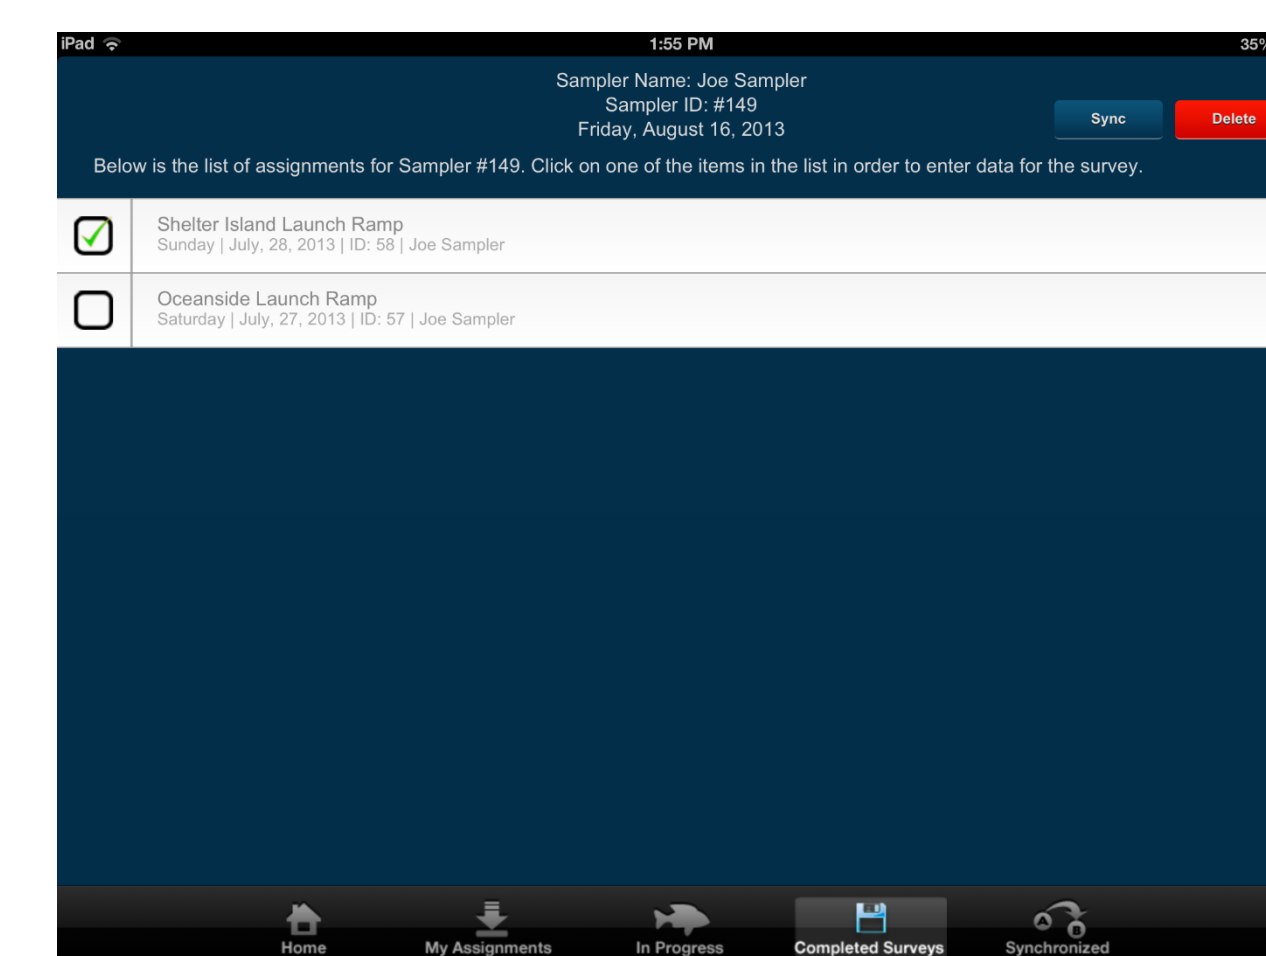 iPad
1:55 PM
35%
Sampler Name: Joe Sampler
Sampler ID: #149
Friday, August 16, 2013
Sync
Delete
Below is the list of assignments for Sampler #149. Click on one of the items in the list in order to enter data for the survey.
Shelter Island Launch Ramp
Sunday | July, 28, 2013 | ID: 58 | Joe Sampler
Oceanside Launch Ramp
Saturday | July, 27, 2013 | ID: 57 | Joe Sampler
Home
My Assignments
In Progress
Completed Surveys
A
B
Synchronized